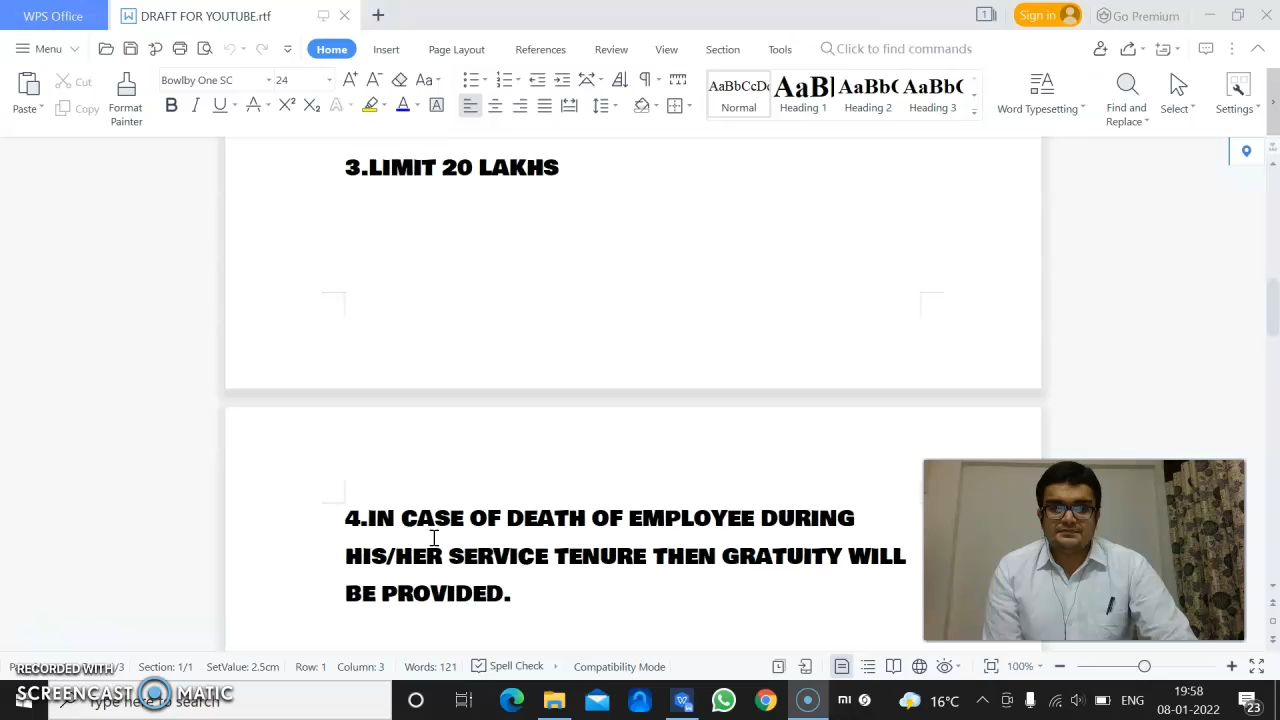 WPS Office
DRAFT FOR YOUTUBE.rtf
Sign in
Go Premium
Menu
Home
Insert
Page Layout
References
Review
View
Section
Tools
Click to find commands
Paste
Cut
Copy
Format
Painter
Bowlby One SC
24
AaBbCcDd
Normal
AaBl
Heading 1
AaBb(
Heading 2
AaBb(
Heading 3
Word Typesetting
Find and
Replace
Select
Settings
3.LIMIT 20 LAKHS
4.IN CASE OF DEATH OF EMPLOYEE DURING
HIS/HER SERVICE TENURE THEN GRATUITY WILL
BE PROVIDED.
RECORDED WITH
SCREENCAST MATIC
/3
Section: 1/1
SetValue: 2.5cm
Row: 1
Column: 3
Words: 121
Spell Check
Compatibility Mode
100%
Type here to search
16°C
ENG
19:58
08-01-2022
23